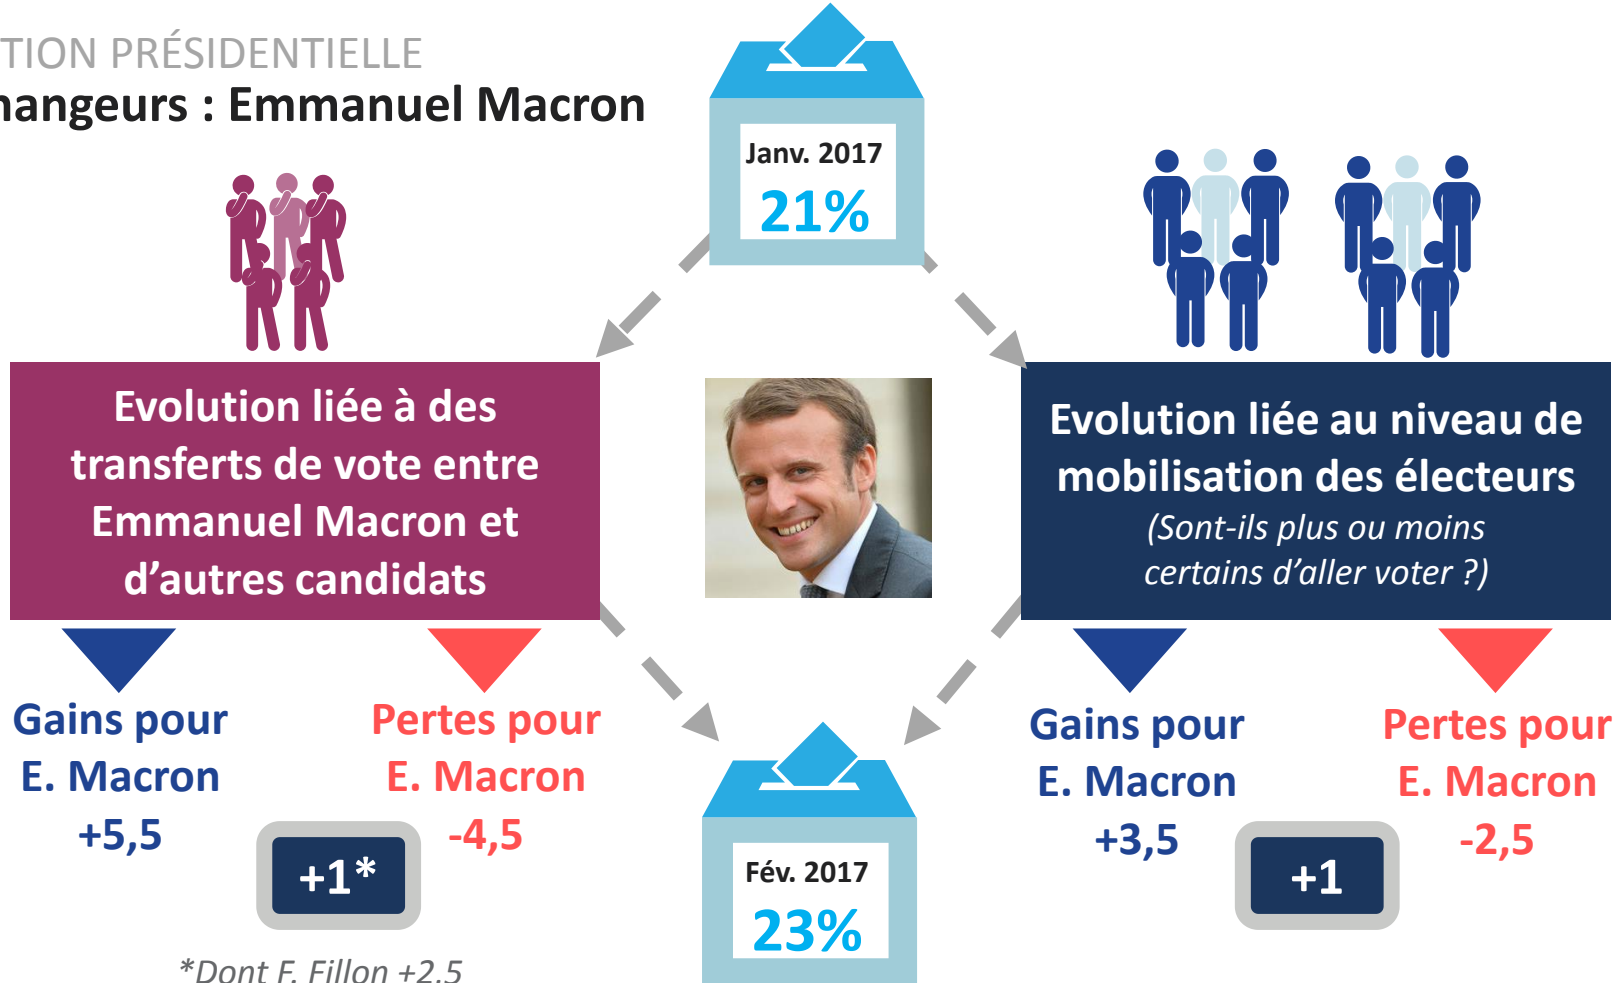 TION PRÉSIDENTIELLE
hangeurs : Emmanuel Macron
Janv. 2017
21%
Evolution liée à des
transferts de vote entre
Emmanuel Macron et
d'autres candidats
Evolution liée au niveau de
mobilisation des électeurs
(Sont-ils plus ou moins
certains d'aller voter ?)
Gains pour
E. Macron
+5,5
Pertes pour
E. Macron
-4,5
+1*
*Dont F. Fillon +2,5
Fév. 2017
23%
Gains pour
E. Macron
+3,5
Pertes pour
E. Macron
-2,5
+1